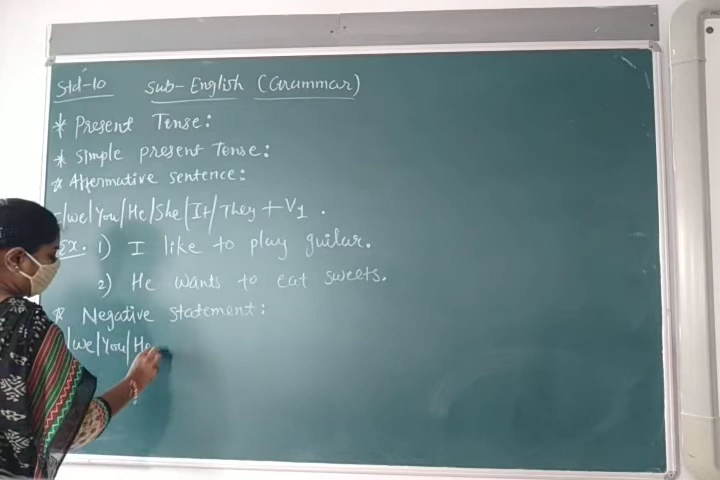 Std-10 Sub-English (Grammar)
* Present Tense:
* Simple present Tense:
* Affermative sentence:
I/we/You/He/She/It/They + V1.
Ex. 1) I like to play guitar.
2) He wants to eat sweets.
* Negative statement:
/we/You/He